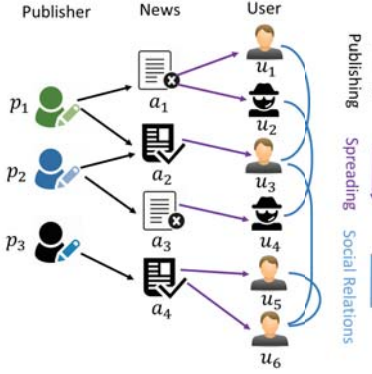 Publisher
News
User
p₁
a₁
u₁
u₂
p₂
a₂
u₃
p₃
a₃
u₄
a₄
u₅
u₆
Publishing
Spreading
Social Relations